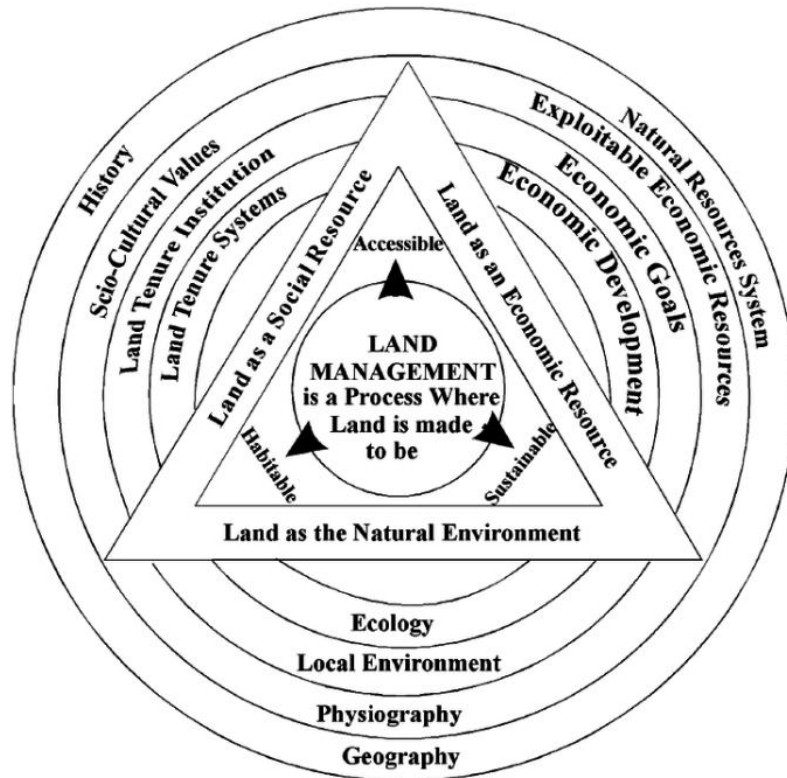 History
Scio-Cultural Values
Land Tenure Institution
Land Tenure Systems
Land as a Social Resource
Natural Resources System
Exploitable Economic Resources
Economic Goals
Economic Development
Land as an Economic Resource
Accessible
LAND
MANAGEMENT
is a Process Where
Land is made
to be
Habitable
Sustainable
Land as the Natural Environment
Ecology
Local Environment
Physiography
Geography